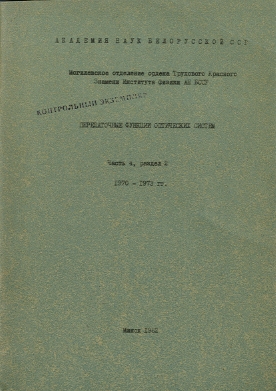 АКАДЕМИЯ НАУК БЕЛОРУССКОЙ ССР
Могилевское отделение ордена Трудового Красного
Знамени Института физики АН БССР
КОНТРОЛЬНЫЙ ЭКЗЕМПЛЯР
ПЕРЕДАТОЧНЫЕ ФУНКЦИИ ОПТИЧЕСКИХ СИСТЕМ
Часть 4, раздел 2
1970 - 1973 гг.
Минск